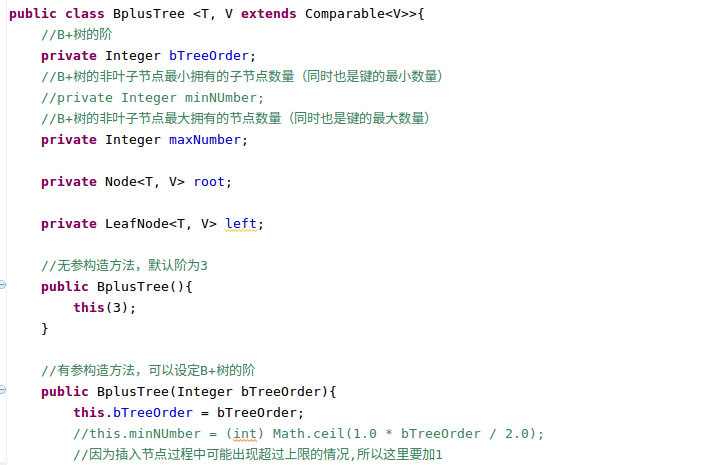 public class BplusTree <T, V extends Comparable<V>>{
//B+树的阶
private Integer bTreeOrder;
//B+树的非叶子节点最小拥有的子节点数量（同时也是键的最小数量）
//private Integer minNUmber;
//B+树的非叶子节点最大拥有的节点数量（同时也是键的最大数量）
private Integer maxNumber;
private Node<T, V> root;
private LeafNode<T, V> left;
//无参构造方法，默认阶为3
public BplusTree(){
this(3);
}
//有参构造方法，可以设定B+树的阶
public BplusTree(Integer bTreeOrder){
this.bTreeOrder = bTreeOrder;
//this.minNUmber = (int) Math.ceil(1.0 * bTreeOrder / 2.0);
//因为插入节点过程中可能出现超过上限的情况,所以这里要加1